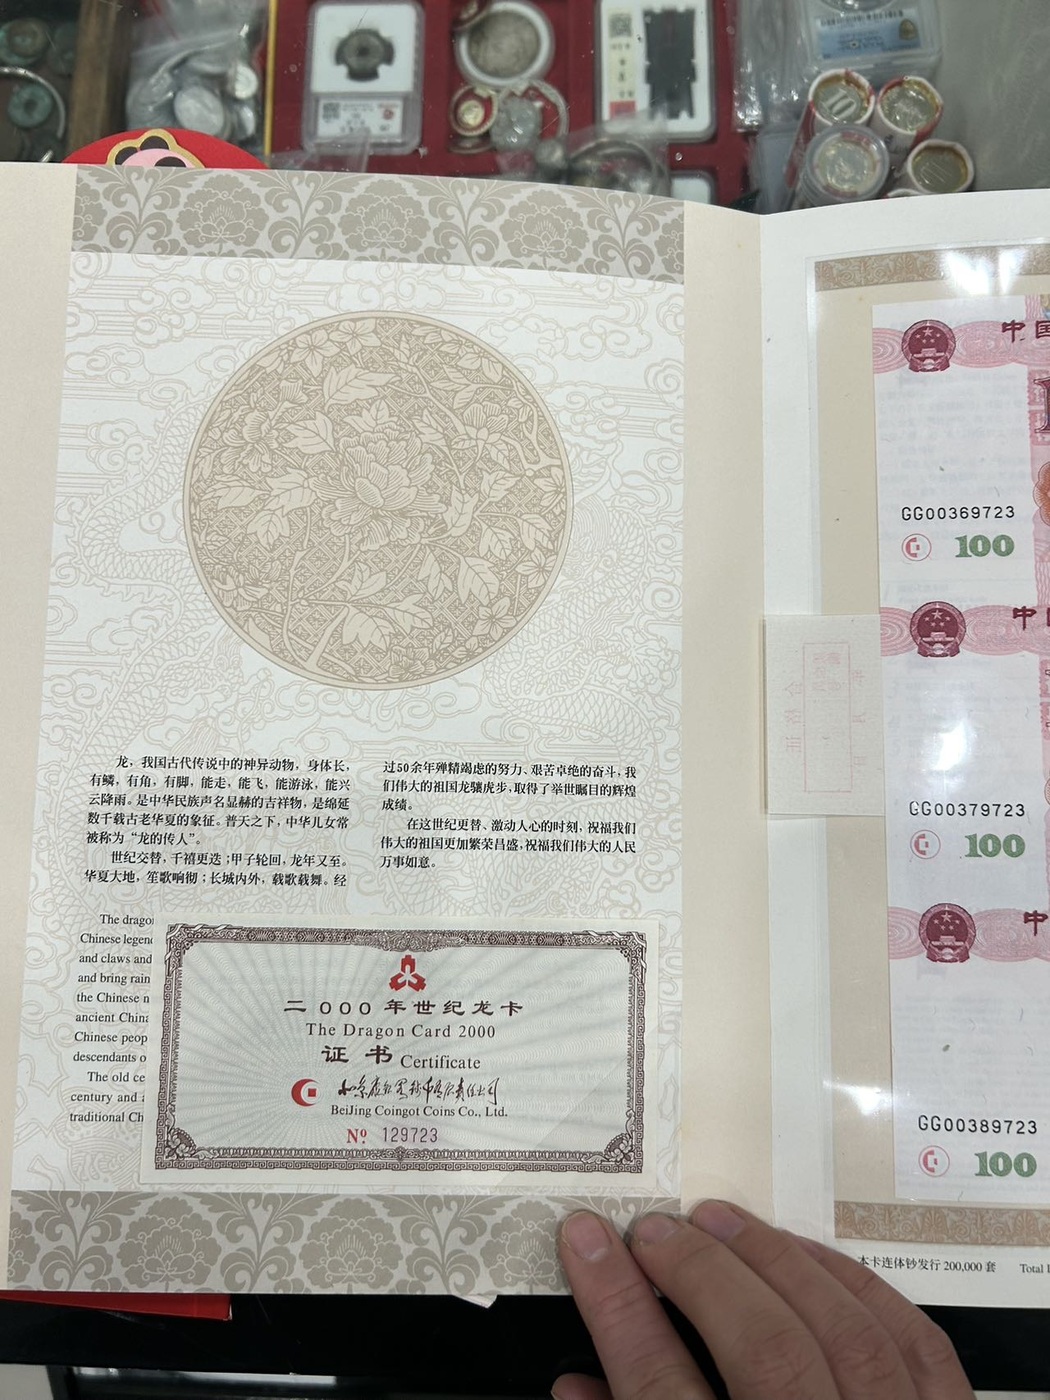 龙，我国古代传说中的神异动物，身体长，
有鳞，有角，有脚，能走，能飞，能游泳，能兴
云降雨。是中华民族声名显赫的吉祥物，是绵延
数千载古老华夏的象征。普天之下，中华儿女常
被称为“龙的传人”。
世纪交替，千禧更迭；甲子轮回，龙年又至。
华夏大地，笙歌响彻；长城内外，载歌载舞。经
过50余年殚精竭虑的努力、艰苦卓绝的奋斗，我
们伟大的祖国龙骧虎步，取得了举世瞩目的辉煌
成绩。
在这世纪更替、激动人心的时刻，祝福我们
伟大的祖国更加繁荣昌盛，祝福我们伟大的人民
万事如意。
The drago
Chinese legend
and claws and
and bring rain
the Chinese n
ancient China
Chinese peop
descendants o
The old ce
century and
traditional Ch
二000年世纪龙卡
The Dragon Card 2000
证书 Certificate
BeiJing Coingot Coins Co., Ltd.
Nº 129723
中国
GG00369723
100
中
GG00379723
100
中
GG00389723
100
本卡连体钞发行 200,000 套 Total